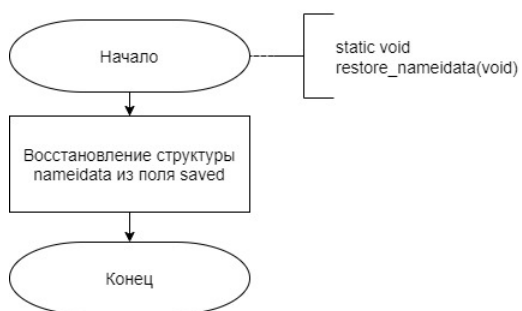 Начало
static void
restore_nameidata(void)
Восстановление структуры
nameidata из поля saved
Конец